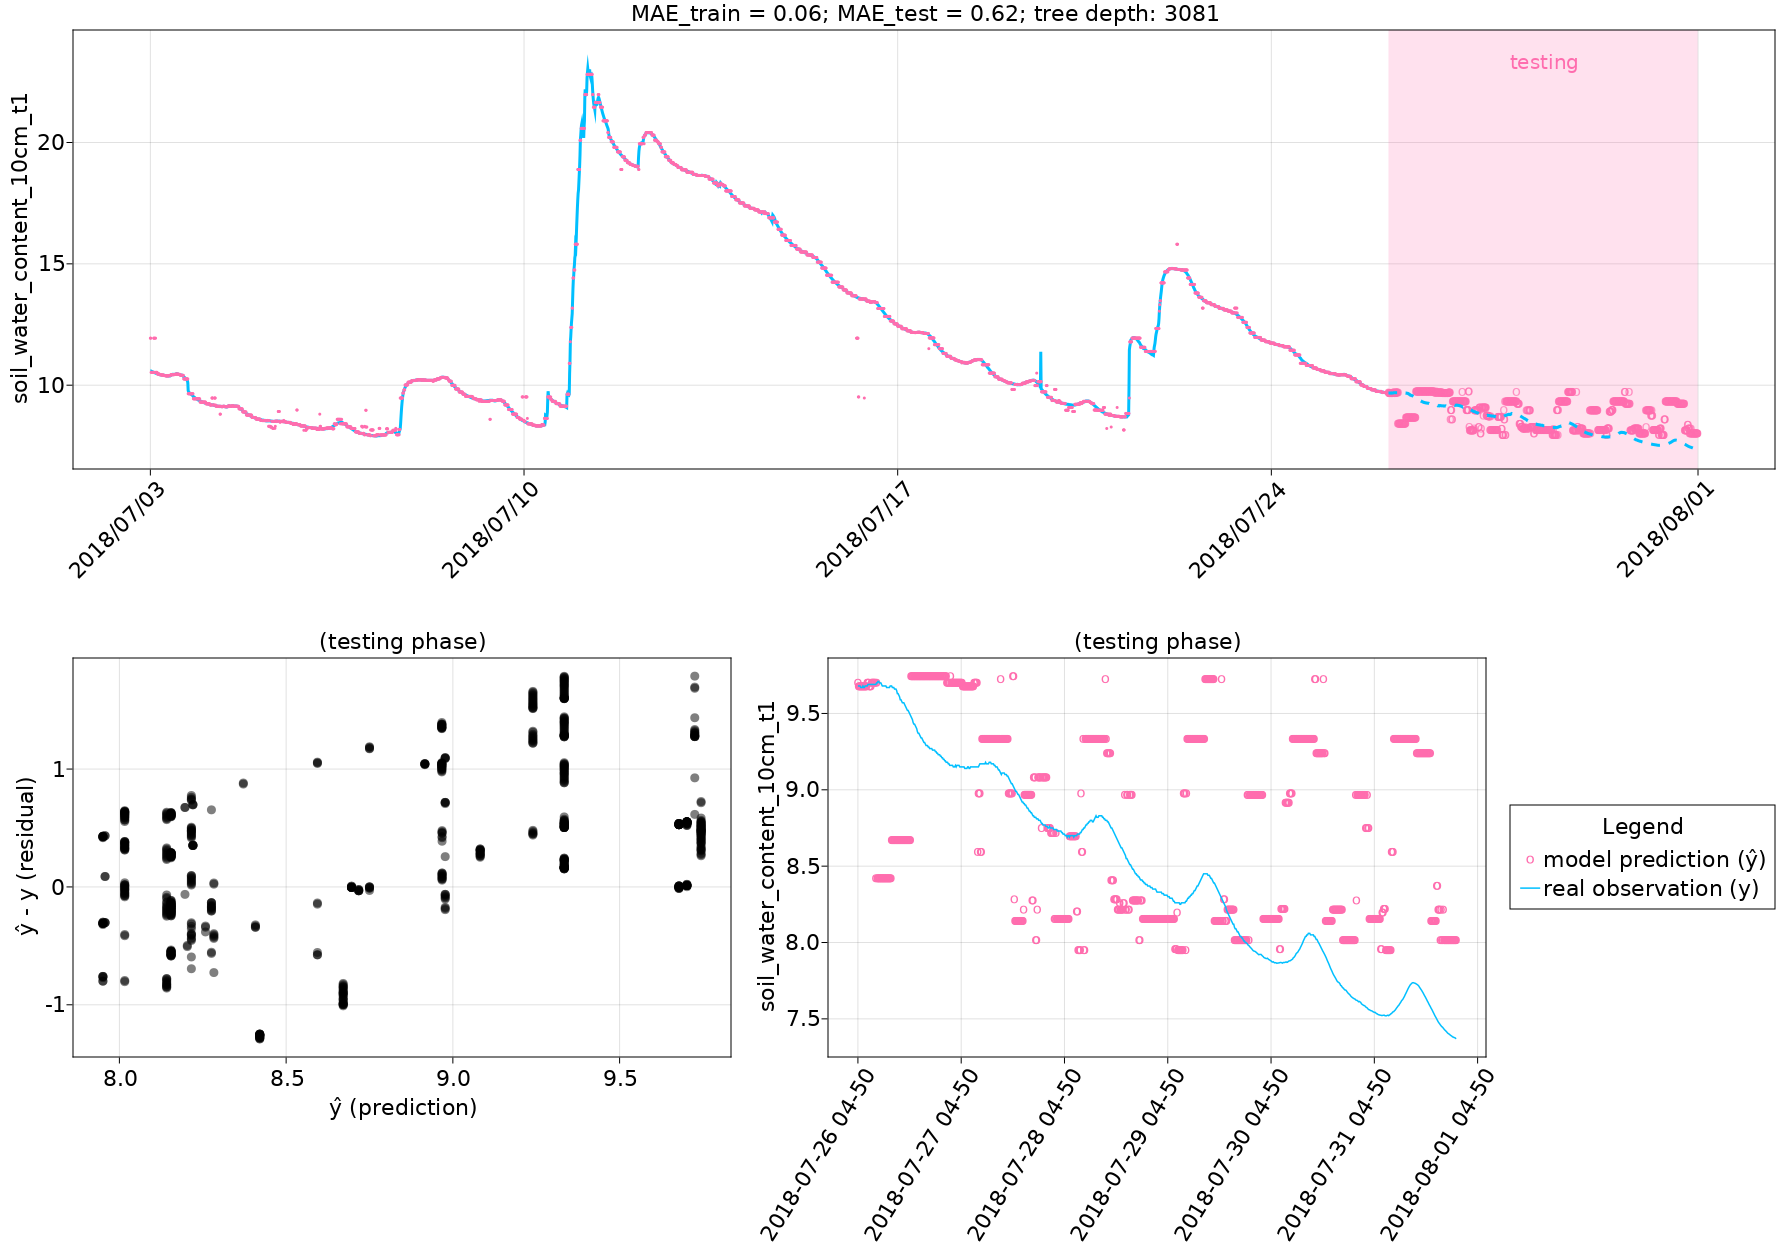 MAE_train = 0.06; MAE_test = 0.62; tree depth: 3081
testing
soil_water_content_10cm_t1
20
15
10
2018/07/03
2018/07/10
2018/07/17
2018/07/24
2018/08/01
(testing phase)
ŷ - y (residual)
1
0
-1
8.0
8.5
9.0
9.5
ŷ (prediction)
(testing phase)
soil_water_content_10cm_t1
9.5
9.0
8.5
8.0
7.5
2018-07-26 04-50
2018-07-27 04-50
2018-07-28 04-50
2018-07-29 04-50
2018-07-30 04-50
2018-07-31 04-50
2018-08-01 04-50
Legend
model prediction (ŷ)
real observation (y)